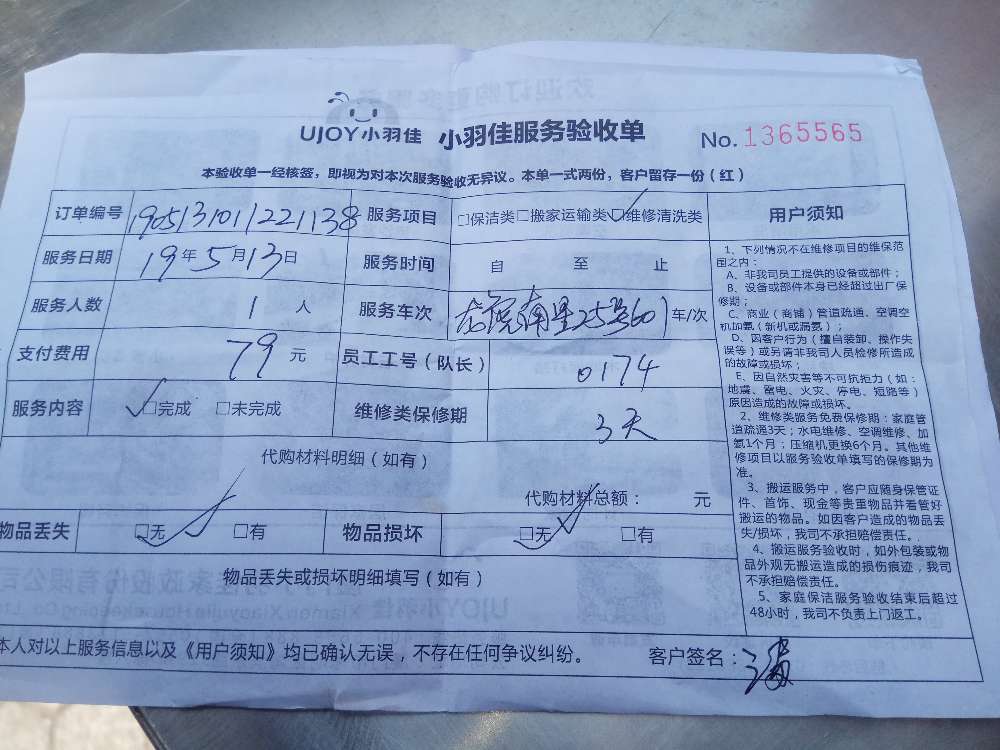 UJOY小羽佳 小羽佳服务验收单 No. 1365565
本验收单一经核签，即视为对本次服务验收无异议。本单一式两份，客户留存一份（红）
订单编号 1905131011221138 服务项目 □保洁类□搬家运输类□维修清洗类
服务日期 19年5月13日 服务时间 自 至 止
服务人数 1 人 服务车次 南里25号601 车/次
支付费用 79 元 员工工号（队长） 0174
服务内容 □完成 □未完成 维修类保修期 3天
代购材料明细（如有）
代购材料总额： 元
物品丢失 □无 □有 物品损坏 □无 □有
物品丢失或损坏明细填写（如有）
本人对以上服务信息以及《用户须知》均已确认无误，不存在任何争议纠纷。 客户签名：
用户须知
1、下列情况不在维修项目的维保范
围之内：
A、非我司员工提供的设备或部件；
B、设备或部件本身已经超过出厂保
修期；
C、商业（商铺）管道疏通、空调空
机加氨（新机或漏氨）；
D、因客户行为（擅自装卸、操作失
误等）或另请非我司人员检修所造成
的故障或损坏；
E、因自然灾害等不可抗拒力（如：
地震、雷电、火灾、停电、短路等）
原因造成的故障或损坏。
2、维修类服务免费保修期：家庭管
道疏通3天；水电维修、空调维修、加
氨1个月；压缩机更换6个月。其他维
修项目以服务验收单填写的保修期为
准。
3、搬运服务中，客户应随身保管证
件、首饰、现金等贵重物品并看管好
搬运的物品。如因客户造成的物品丢
失/损坏，我司不承担赔偿责任。
4、搬运服务验收时，如外包装或物
品外观无搬运造成的损伤痕迹，我司
不承担赔偿责任。
5、家庭保洁服务验收结束后超过
48小时，我司不负责上门返工。